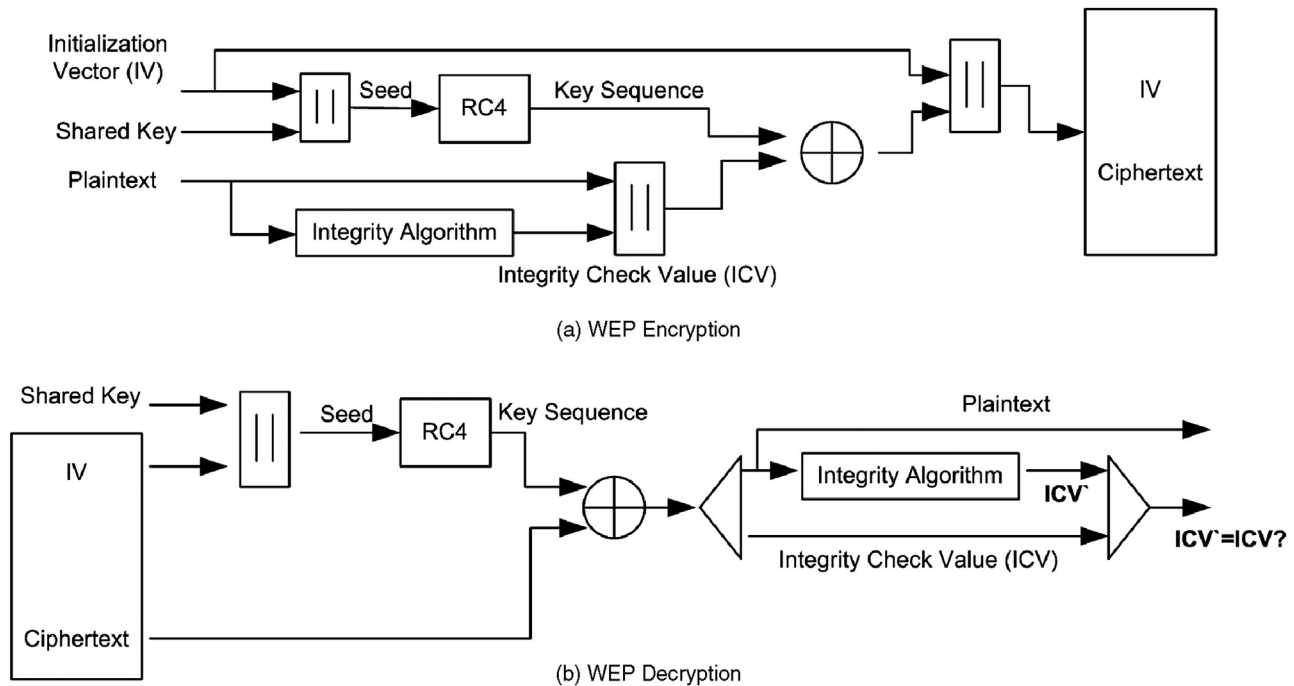 Initialization
Vector (IV)
Seed
RC4
Key Sequence
IV
Shared Key
Plaintext
Ciphertext
Integrity Algorithm
Integrity Check Value (ICV)
(a) WEP Encryption
Shared Key
Seed
RC4
Key Sequence
Plaintext
IV
Integrity Algorithm
ICV`
Integrity Check Value (ICV)
ICV`=ICV?
Ciphertext
(b) WEP Decryption